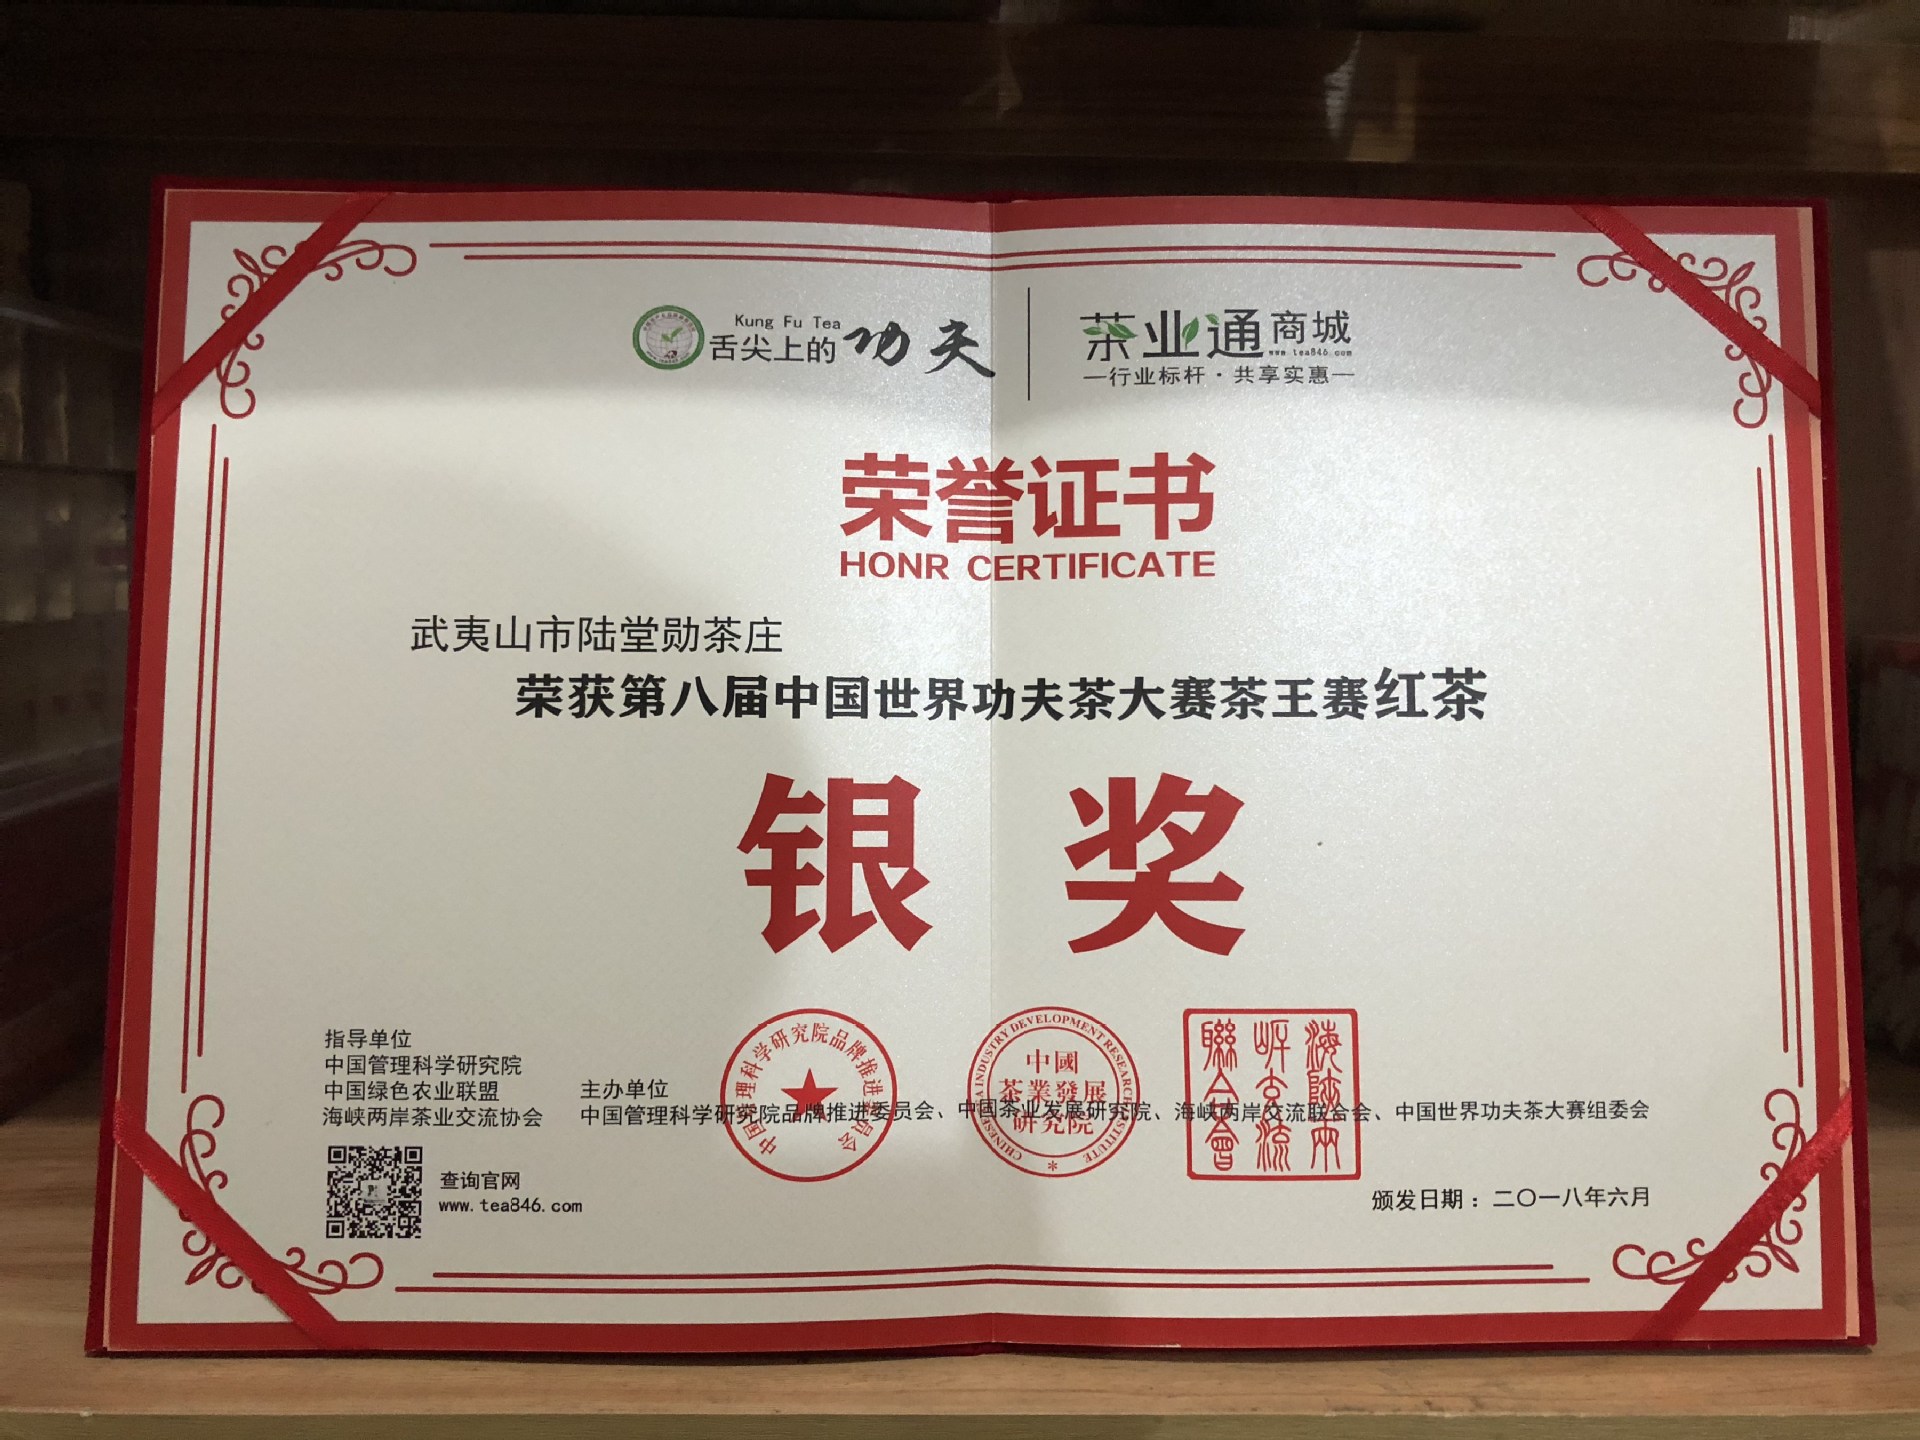 Kung Fu Tea
舌尖上的功夫
茶业通商城
www.tea846.com
—行业标杆·共享实惠—
荣誉证书
HONR CERTIFICATE
武夷山市陆堂勋茶庄
荣获第八届中国世界功夫茶大赛茶王赛红茶
银奖
指导单位
中国管理科学研究院
中国绿色农业联盟
海峡两岸茶业交流协会
主办单位
中国管理科学研究院品牌推进委员会、中国茶业发展研究院、海峡两岸交流联合会、中国世界功夫茶大赛组委会
中国管理科学研究院品牌推进委员会
CHINESE TEA INDUSTRY DEVELOPMENT RESEARCH INSTITUTE
中國
茶業發展
研究院
海峽兩
岸交流
聯合會
查询官网
www.tea846.com
颁发日期：二〇一八年六月